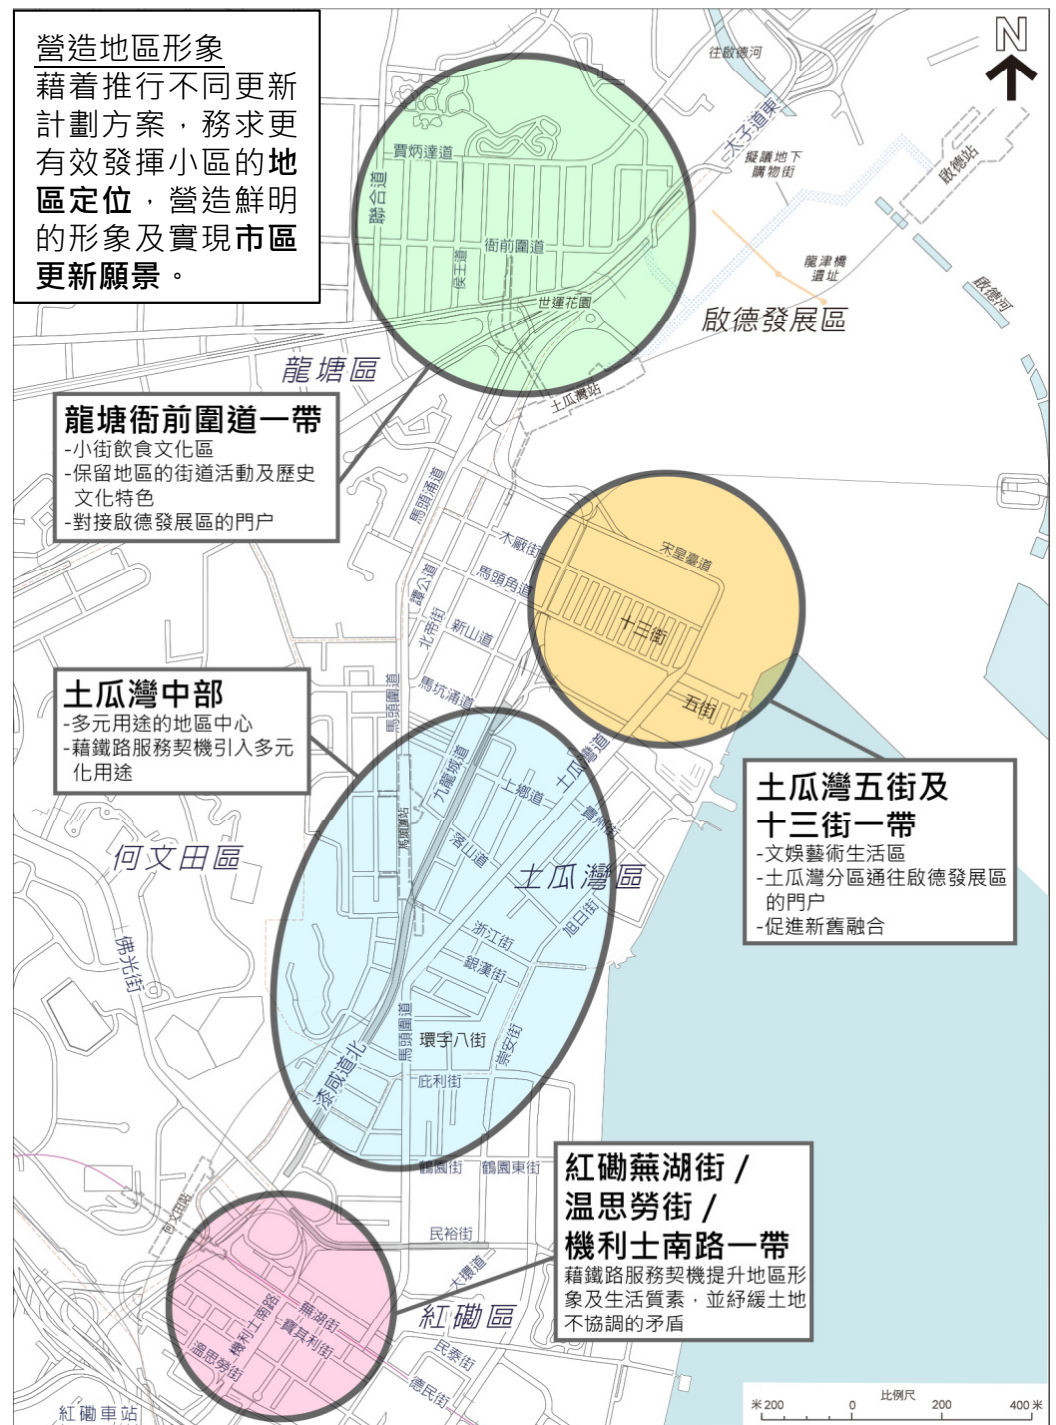 營造地區形象
藉着推行不同更新
計劃方案，務求更
有效發揮小區的地
區定位，營造鮮明
的形象及實現市區
更新願景。
N
往啟德河
太子道東
賈炳達道
擬議地下
購物街
啟德站
聯合道
衙前圍道
侯王道
龍津橋
遺址
啟德河
世運花園
啟德發展區
龍塘區
土瓜灣站
龍塘衙前圍道一帶
-小街飲食文化區
-保留地區的街道活動及歷史
文化特色
-對接啟德發展區的門户
馬頭涌道
木廠街
宋皇臺道
馬頭角道
譚公道
北帝街
新山道
十三街
土瓜灣中部
-多元用途的地區中心
-藉鐵路服務契機引入多元
化用途
馬坑涌道
馬頭圍道
五街
九龍城道
土瓜灣道
上鄉道
貴州街
馬頭圍站
落山道
土瓜灣五街及
十三街一帶
-文娛藝術生活區
-土瓜灣分區通往啟德發展區
的門户
-促進新舊融合
何文田區
土瓜灣區
旭日街
浙江街
銀漢街
佛光街
馬頭圍道
環字八街
崇安街
漆咸道北
庇利街
鶴園街
鶴園東街
紅磡蕪湖街 /
温思勞街 /
機利士南路一帶
藉鐵路服務契機提升地區形
象及生活質素，並紓緩土地
不協調的矛盾
何文田站
民裕街
大環道
機利士南路
蕪湖街
寶其利街
紅磡區
溫思勞街
民泰街
德民街
紅磡車站
比例尺
米 200
0
200
400 米